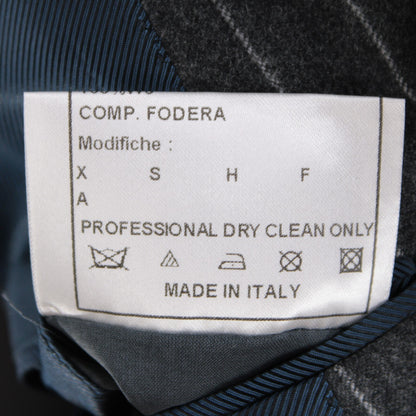 COMP. FODERA
Modifiche :
X S H F
A
PROFESSIONAL DRY CLEAN ONLY
MADE IN ITALY